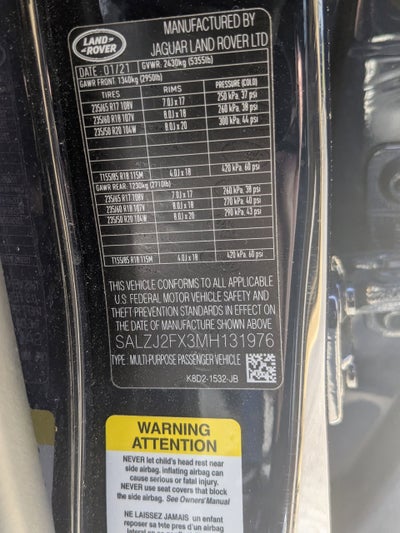 LAND ROVER
MANUFACTURED BY
JAGUAR LAND ROVER LTD
DATE 01/21 GVWR. 2430kg (5355lb)
GAWR FRONT 1340kg (2950lb)
TIRES RIMS PRESSURE (COLD)
235/65 R17 108V 7.0J x 17 250 kPa, 37 psi
235/60 R18 107V 8.0J x 18 260 kPa, 38 psi
235/50 R20 104W 8.0J x 20 300 kPa, 44 psi
T155/85 R18 115M 4.0J x 18 420 kPa, 60 psi
GAWR REAR: 1230kg (2710lb)
235/65 R17 108V 7.0J x 17 260 kPa, 38 psi
235/60 R18 107V 8.0J x 18 270 kPa, 40 psi
235/50 R20 104W 8.0J x 20 290 kPa, 43 psi
T155/85 R18 115M 4.0J x 18 420 kPa, 60 psi
THIS VEHICLE CONFORMS TO ALL APPLICABLE
U.S. FEDERAL MOTOR VEHICLE SAFETY AND
THEFT PREVENTION STANDARDS IN EFFECT ON
THE DATE OF MANUFACTURE SHOWN ABOVE
SALZJ2FX3MH131976
TYPE: MULTI-PURPOSE PASSENGER VEHICLE
K8D2-1532-JB
WARNING
ATTENTION
NEVER let child's head rest near
side airbag, inflating airbag can
cause serious or fatal injury.
NEVER use seat covers that block
the side airbag. See Owners' Manual
NE LAISSEZ JAMAIS un enfant
reposer sa tête pres d'un airbag